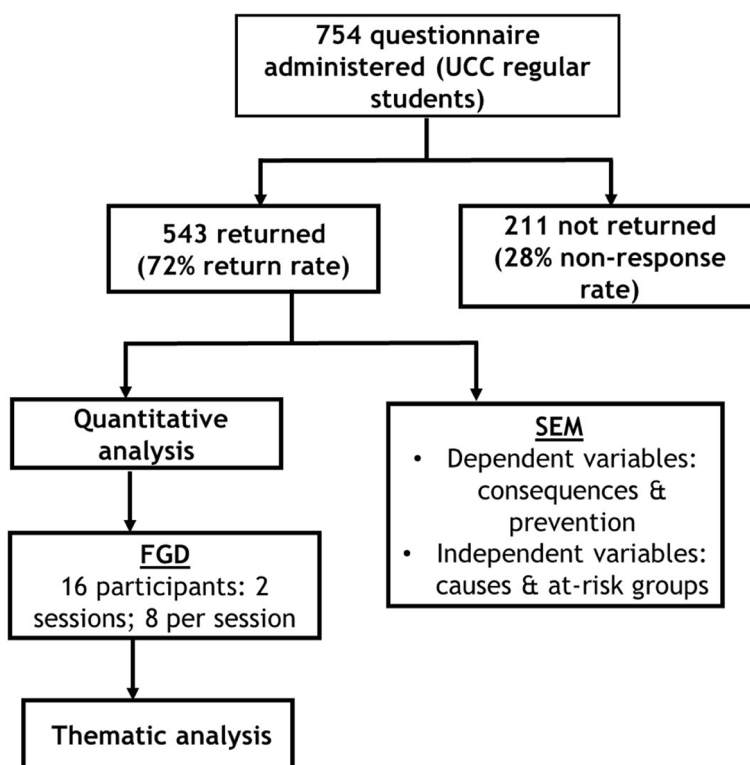 754 questionnaire
administered (UCC regular
students)
543 returned
(72% return rate)
211 not returned
(28% non-response
rate)
Quantitative
analysis
SEM
• Dependent variables:
consequences &
prevention
• Independent variables:
causes & at-risk groups
FGD
16 participants: 2
sessions; 8 per session
Thematic analysis